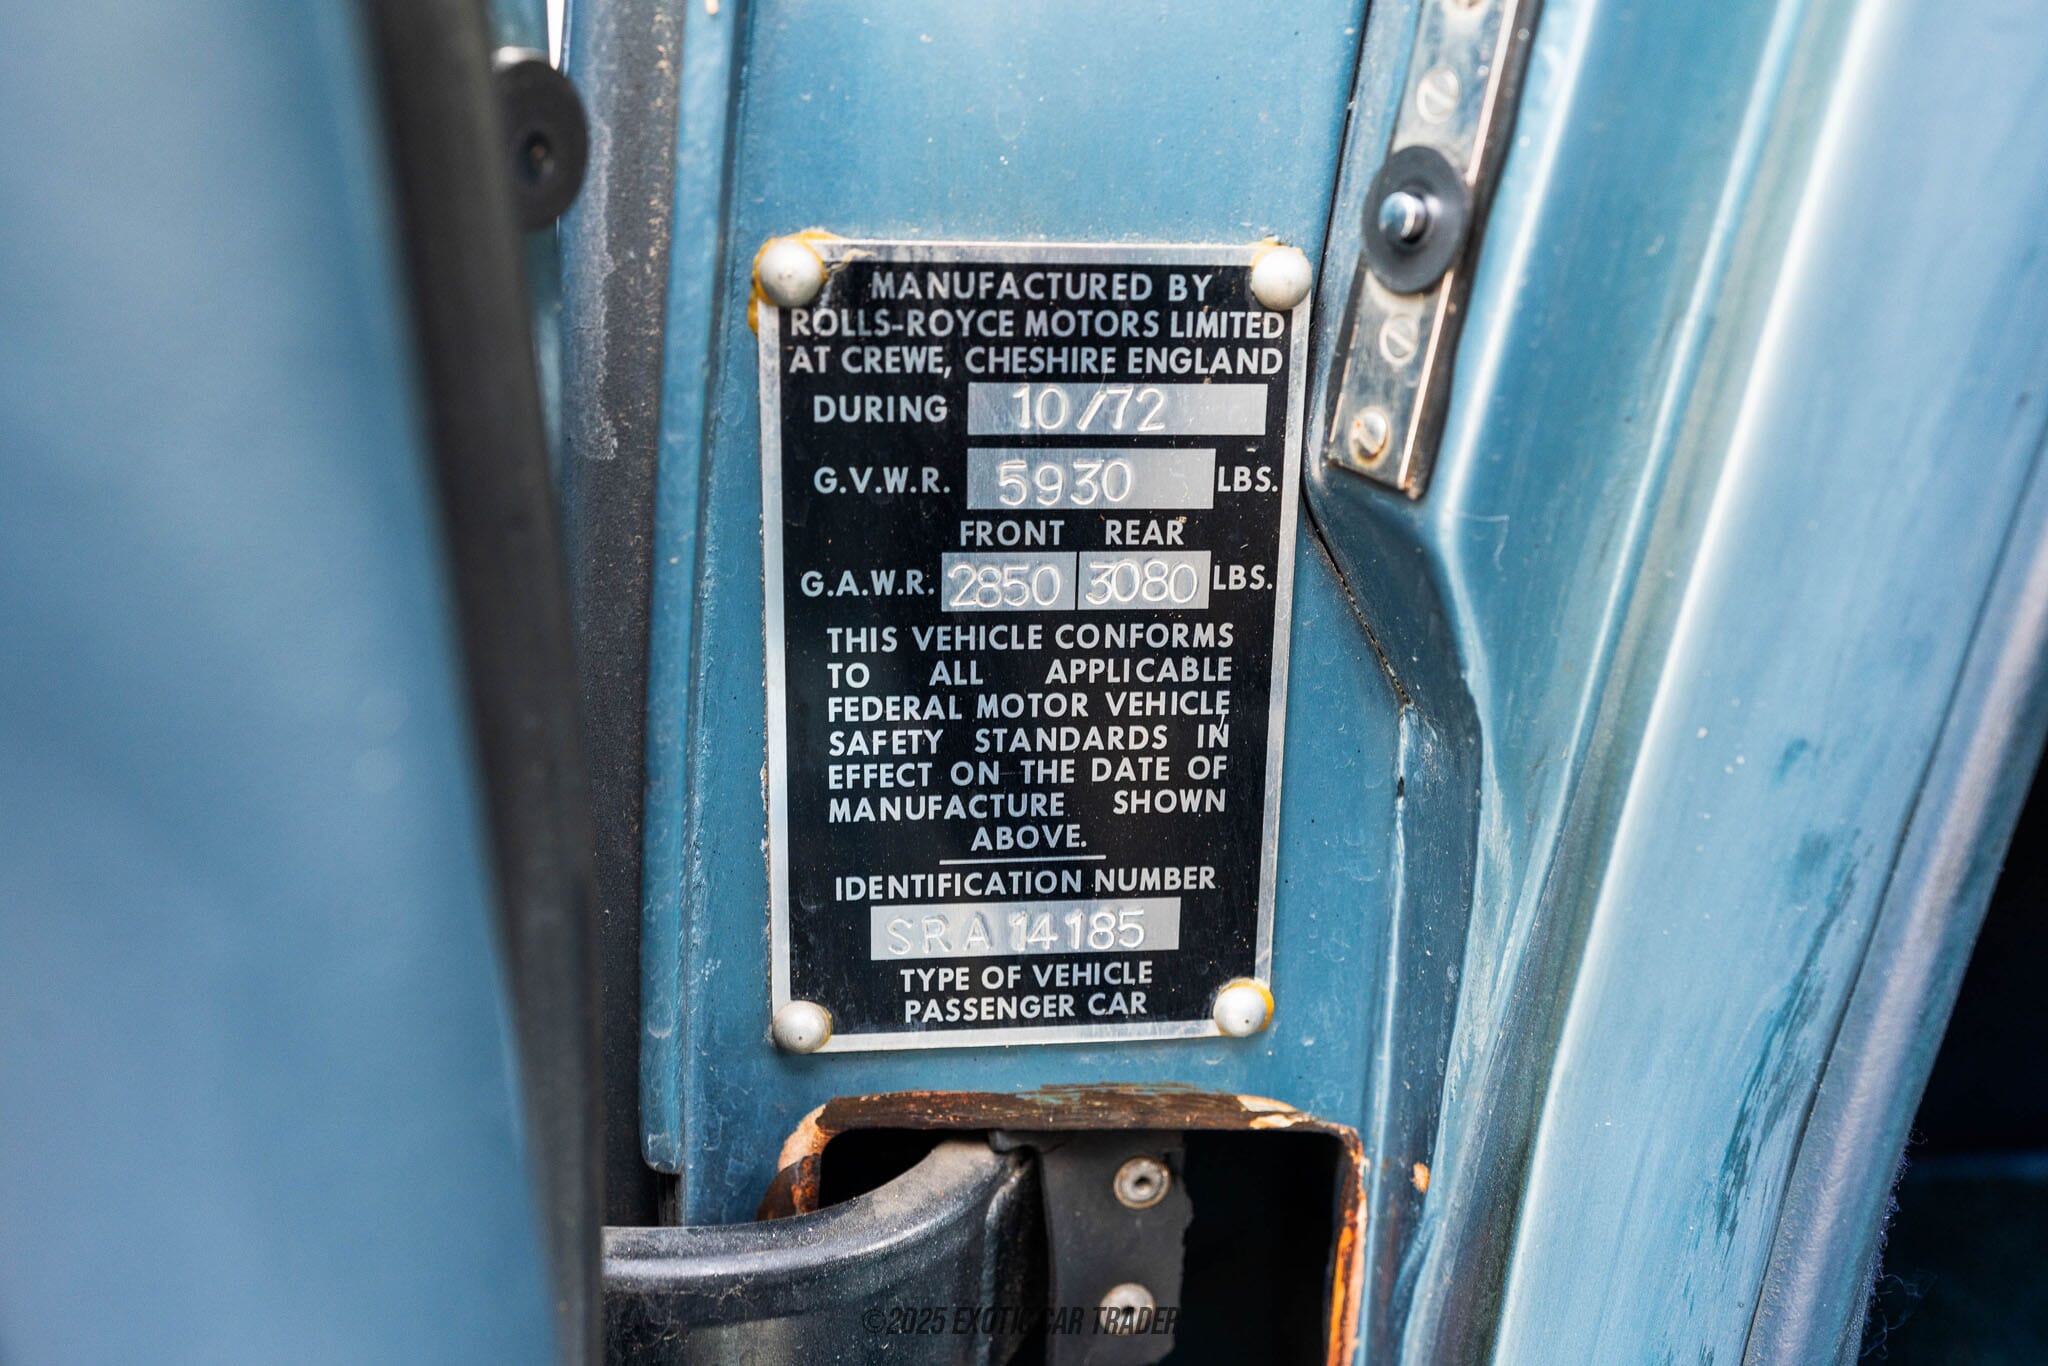 MANUFACTURED BY
ROLLS-ROYCE MOTORS LIMITED
AT CREWE, CHESHIRE ENGLAND
DURING 10/72
G.V.W.R. 5930 LBS.
FRONT REAR
G.A.W.R. 2850 3080 LBS.
THIS VEHICLE CONFORMS
TO ALL APPLICABLE
FEDERAL MOTOR VEHICLE
SAFETY STANDARDS IN
EFFECT ON THE DATE OF
MANUFACTURE SHOWN
ABOVE.
IDENTIFICATION NUMBER
SRA 14185
TYPE OF VEHICLE
PASSENGER CAR
©2025 EXOTIC CAR TRADER